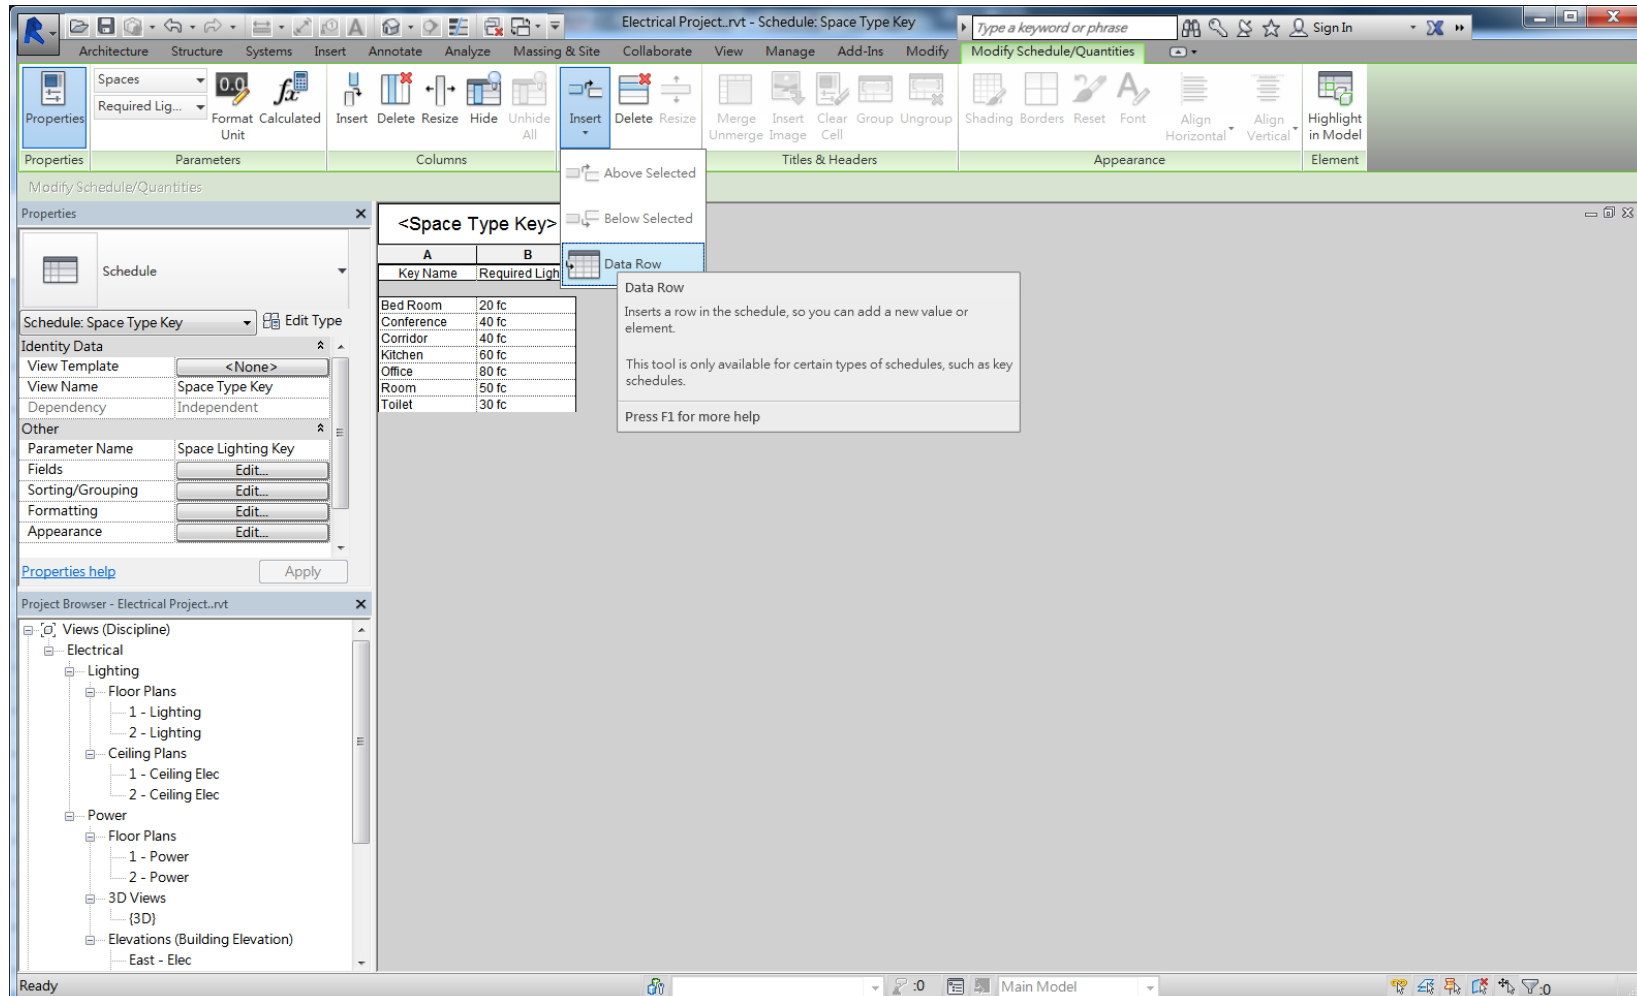 Electrical Project..rvt - Schedule: Space Type Key
Type a keyword or phrase
Sign In
Architecture Structure Systems Insert Annotate Analyze Massing & Site Collaborate View Manage Add-Ins Modify Modify Schedule/Quantities
Properties
Spaces
Required Lig...
0.0
Format Unit
Calculated
Insert Delete Resize Hide Unhide All
Insert Delete Resize
Merge Unmerge
Insert Image
Clear Cell
Group Ungroup
Shading Borders Reset Font
Align Horizontal
Align Vertical
Highlight in Model
Properties Parameters Columns Titles & Headers Appearance Element
Modify Schedule/Quantities
Above Selected
Below Selected
Data Row
Data Row
Inserts a row in the schedule, so you can add a new value or
element.
This tool is only available for certain types of schedules, such as key
schedules.
Press F1 for more help
Properties
Schedule
Schedule: Space Type Key
Edit Type
Identity Data
View Template <None>
View Name Space Type Key
Dependency Independent
Other
Parameter Name Space Lighting Key
Fields Edit...
Sorting/Grouping Edit...
Formatting Edit...
Appearance Edit...
Properties help
Apply
<Space Type Key>
A B
Key Name Required Ligh
Bed Room 20 fc
Conference 40 fc
Corridor 40 fc
Kitchen 60 fc
Office 80 fc
Room 50 fc
Toilet 30 fc
Project Browser - Electrical Project..rvt
Views (Discipline)
Electrical
Lighting
Floor Plans
1 - Lighting
2 - Lighting
Ceiling Plans
1 - Ceiling Elec
2 - Ceiling Elec
Power
Floor Plans
1 - Power
2 - Power
3D Views
{3D}
Elevations (Building Elevation)
East - Elec
Ready
:0
Main Model
:0